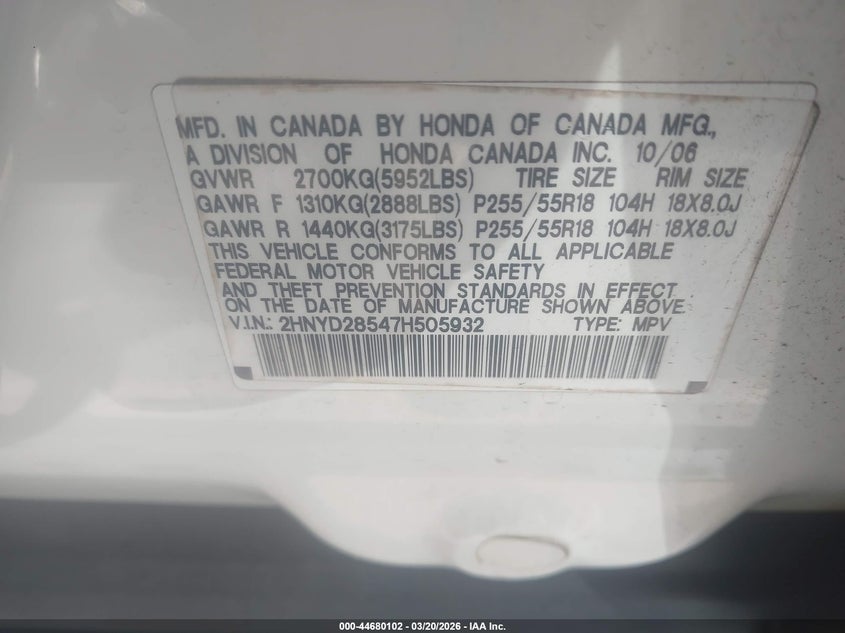 MFD. IN CANADA BY HONDA OF CANADA MFG.,
A DIVISION OF HONDA CANADA INC. 10/06
GVWR 2700KG(5952LBS) TIRE SIZE RIM SIZE
GAWR F 1310KG(2888LBS) P255/55R18 104H 18X8.0J
GAWR R 1440KG(3175LBS) P255/55R18 104H 18X8.0J
THIS VEHICLE CONFORMS TO ALL APPLICABLE
FEDERAL MOTOR VEHICLE SAFETY
AND THEFT PREVENTION STANDARDS IN EFFECT
ON THE DATE OF MANUFACTURE SHOWN ABOVE.
V.I.N.: 2HNYD28547H505932 TYPE: MPV
000-44680102 — 03/20/2026 — IAA Inc.